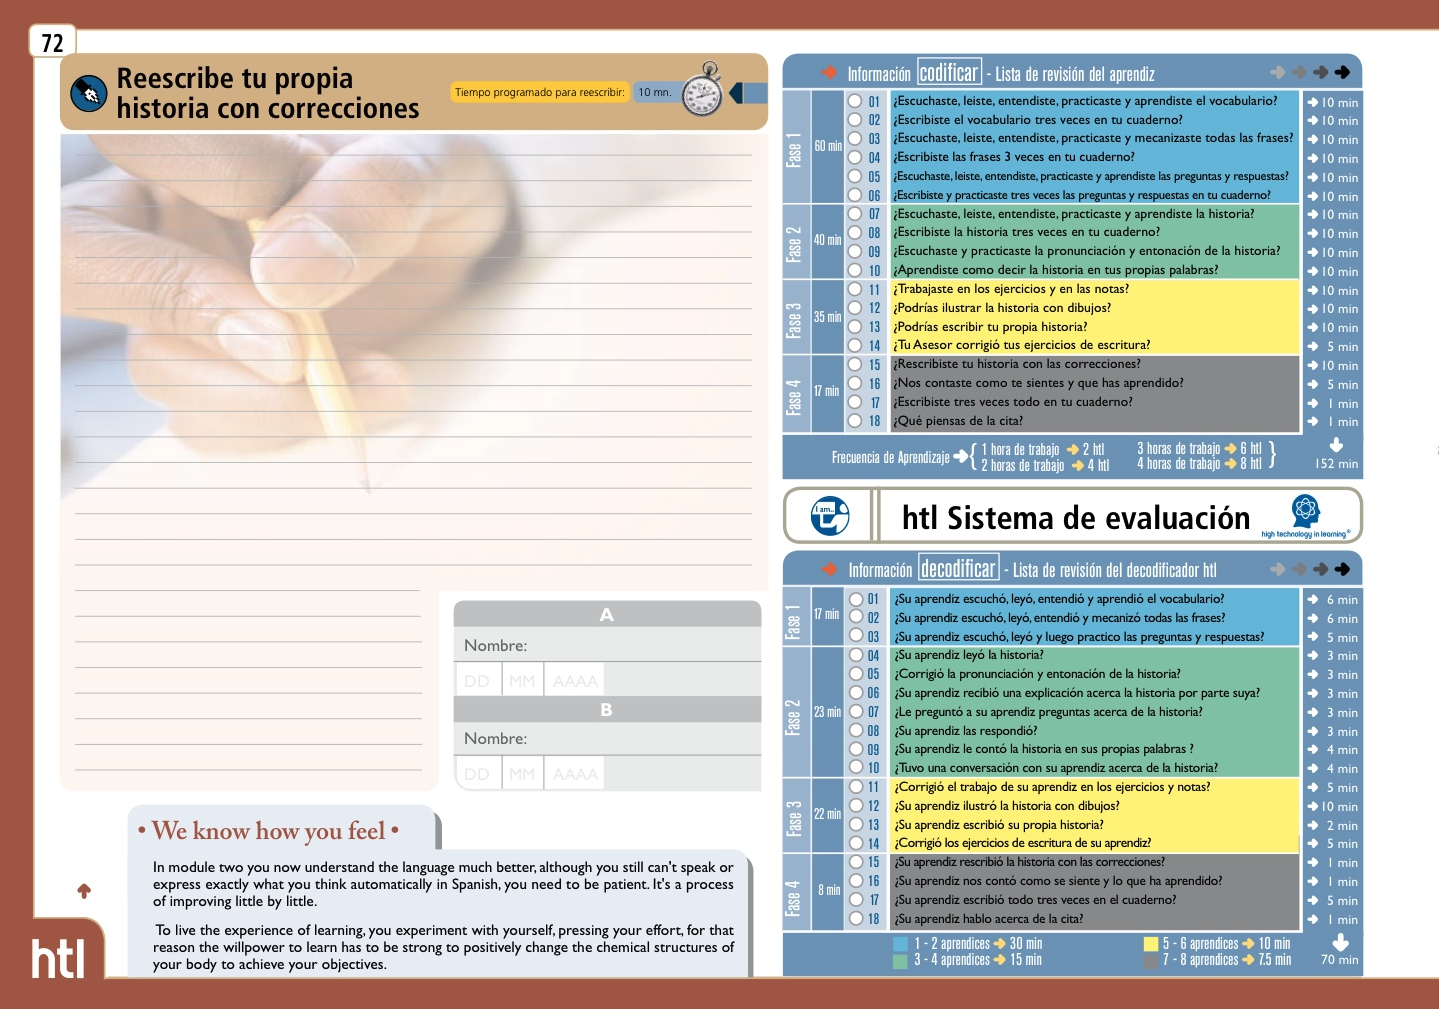 72
Reescribe tu propia
historia con correcciones
Tiempo programado para reescribir: 10 mn.
A
Nombre:
DD MM AAAA
B
Nombre:
DD MM AAAA
• We know how you feel •
In module two you now understand the language much better, although you still can't speak or
express exactly what you think automatically in Spanish, you need to be patient. It's a process
of improving little by little.
To live the experience of learning, you experiment with yourself, pressing your effort, for that
reason the willpower to learn has to be strong to positively change the chemical structures of
your body to achieve your objectives.
htl
Información codificar - Lista de revisión del aprendiz
Fase 1
60 min
01 ¿Escuchaste, leiste, entendiste, practicaste y aprendiste el vocabulario? 10 min
02 ¿Escribiste el vocabulario tres veces en tu cuaderno? 10 min
03 ¿Escuchaste, leiste, entendiste, practicaste y mecanizaste todas las frases? 10 min
04 ¿Escribiste las frases 3 veces en tu cuaderno? 10 min
05 ¿Escuchaste, leiste, entendiste, practicaste y aprendiste las preguntas y respuestas? 10 min
06 ¿Escribiste y practicaste tres veces las preguntas y respuestas en tu cuaderno? 10 min
Fase 2
40 min
07 ¿Escuchaste, leiste, entendiste, practicaste y aprendiste la historia? 10 min
08 ¿Escribiste la historia tres veces en tu cuaderno? 10 min
09 ¿Escuchaste y practicaste la pronunciación y entonación de la historia? 10 min
10 ¿Aprendiste como decir la historia en tus propias palabras? 10 min
Fase 3
35 min
11 ¿Trabajaste en los ejercicios y en las notas? 10 min
12 ¿Podrías ilustrar la historia con dibujos? 10 min
13 ¿Podrías escribir tu propia historia? 10 min
14 ¿Tu Asesor corrigió tus ejercicios de escritura? 5 min
Fase 4
17 min
15 ¿Rescribiste tu historia con las correcciones? 10 min
16 ¿Nos contaste como te sientes y que has aprendido? 5 min
17 ¿Escribiste tres veces todo en tu cuaderno? 1 min
18 ¿Qué piensas de la cita? 1 min
Frecuencia de Aprendizaje { 1 hora de trabajo 2 htl 3 horas de trabajo 6 htl }
2 horas de trabajo 4 htl 4 horas de trabajo 8 htl
152 min
I am..
htl Sistema de evaluación
high technology in learning®
Información decodificar - Lista de revisión del decodificador htl
Fase 1
17 min
01 ¿Su aprendiz escuchó, leyó, entendió y aprendió el vocabulario? 6 min
02 ¿Su aprendiz escuchó, leyó, entendió y mecanizó todas las frases? 6 min
03 ¿Su aprendiz escuchó, leyó y luego practico las preguntas y respuestas? 5 min
Fase 2
23 min
04 ¿Su aprendiz leyó la historia? 3 min
05 ¿Corrigió la pronunciación y entonación de la historia? 3 min
06 ¿Su aprendiz recibió una explicación acerca la historia por parte suya? 3 min
07 ¿Le preguntó a su aprendiz preguntas acerca de la historia? 3 min
08 ¿Su aprendiz las respondió? 3 min
09 ¿Su aprendiz le contó la historia en sus propias palabras ? 4 min
10 ¿Tuvo una conversación con su aprendiz acerca de la historia? 4 min
Fase 3
22 min
11 ¿Corrigió el trabajo de su aprendiz en los ejercicios y notas? 5 min
12 ¿Su aprendiz ilustró la historia con dibujos? 10 min
13 ¿Su aprendiz escribió su propia historia? 2 min
14 ¿Corrigió los ejercicios de escritura de su aprendiz? 5 min
Fase 4
8 min
15 ¿Su aprendiz rescribió la historia con las correcciones? 1 min
16 ¿Su aprendiz nos contó como se siente y lo que ha aprendido? 1 min
17 ¿Su aprendiz escribió todo tres veces en el cuaderno? 5 min
18 ¿Su aprendiz hablo acerca de la cita? 1 min
1 - 2 aprendices 30 min 5 - 6 aprendices 10 min
3 - 4 aprendices 15 min 7 - 8 aprendices 7.5 min
70 min